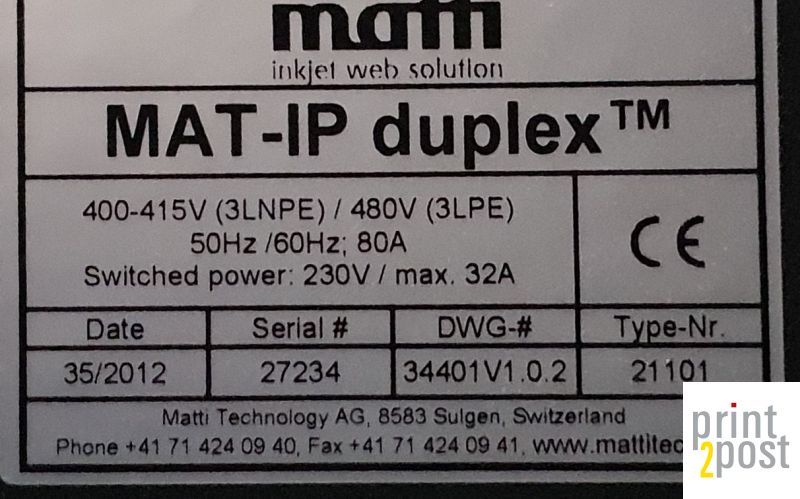 matti
inkjet web solution
MAT-IP duplex™
400-415V (3LNPE) / 480V (3LPE)
50Hz /60Hz; 80A
Switched power: 230V / max. 32A
CE
Date Serial # DWG-# Type-Nr.
35/2012 27234 34401V1.0.2 21101
Matti Technology AG, 8583 Sulgen, Switzerland
Phone +41 71 424 09 40, Fax +41 71 424 09 41, www.mattitec
print
2post